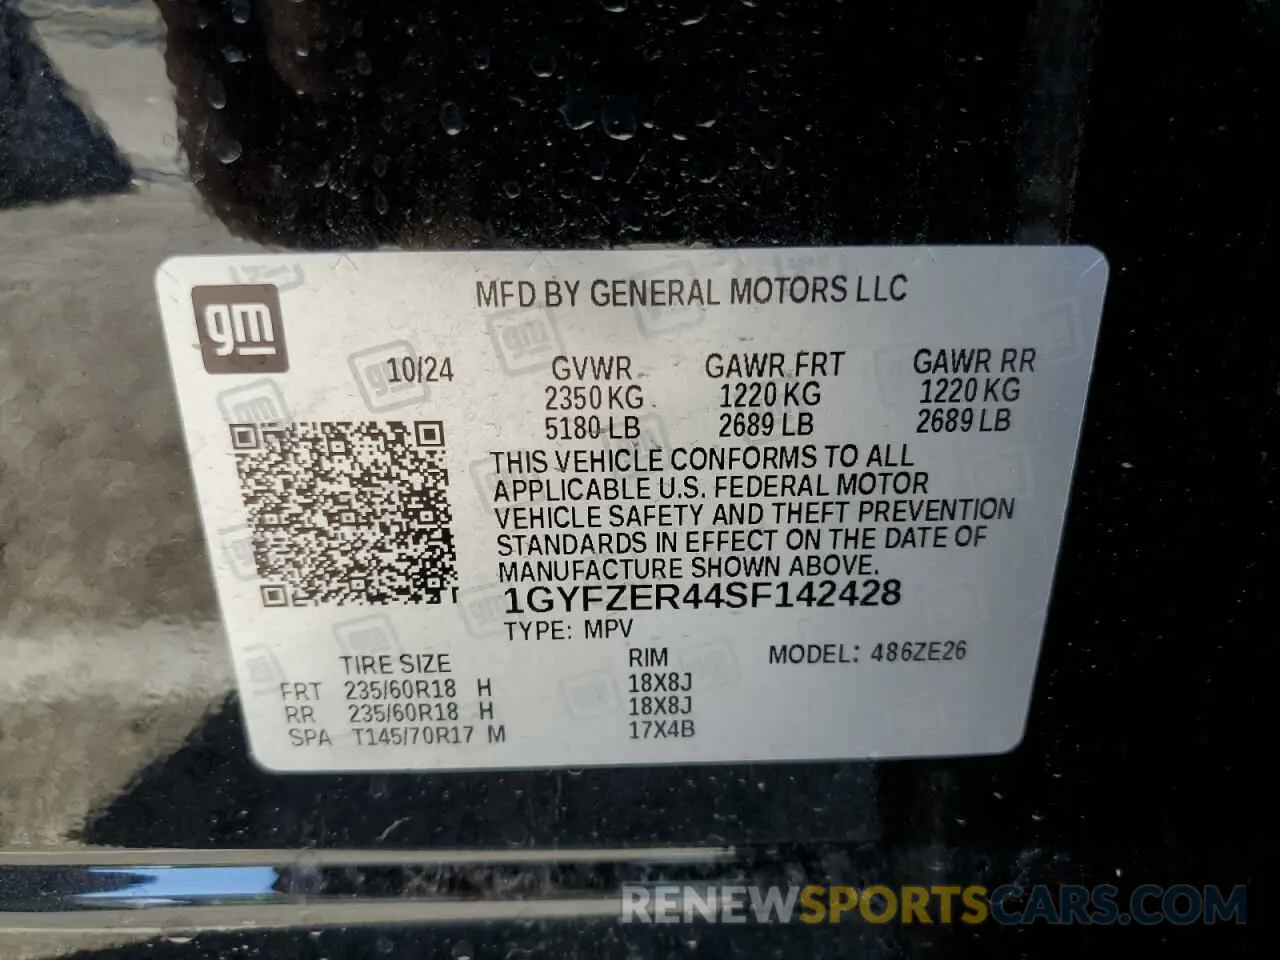 gm
MFD BY GENERAL MOTORS LLC
10/24 GVWR GAWR FRT GAWR RR
2350 KG 1220 KG 1220 KG
5180 LB 2689 LB 2689 LB
THIS VEHICLE CONFORMS TO ALL
APPLICABLE U.S. FEDERAL MOTOR
VEHICLE SAFETY AND THEFT PREVENTION
STANDARDS IN EFFECT ON THE DATE OF
MANUFACTURE SHOWN ABOVE.
1GYFZER44SF142428
TYPE: MPV
TIRE SIZE RIM MODEL: 486ZE26
FRT 235/60R18 H 18X8J
RR 235/60R18 H 18X8J
SPA T145/70R17 M 17X4B
RENEWSPORTSCARS.COM